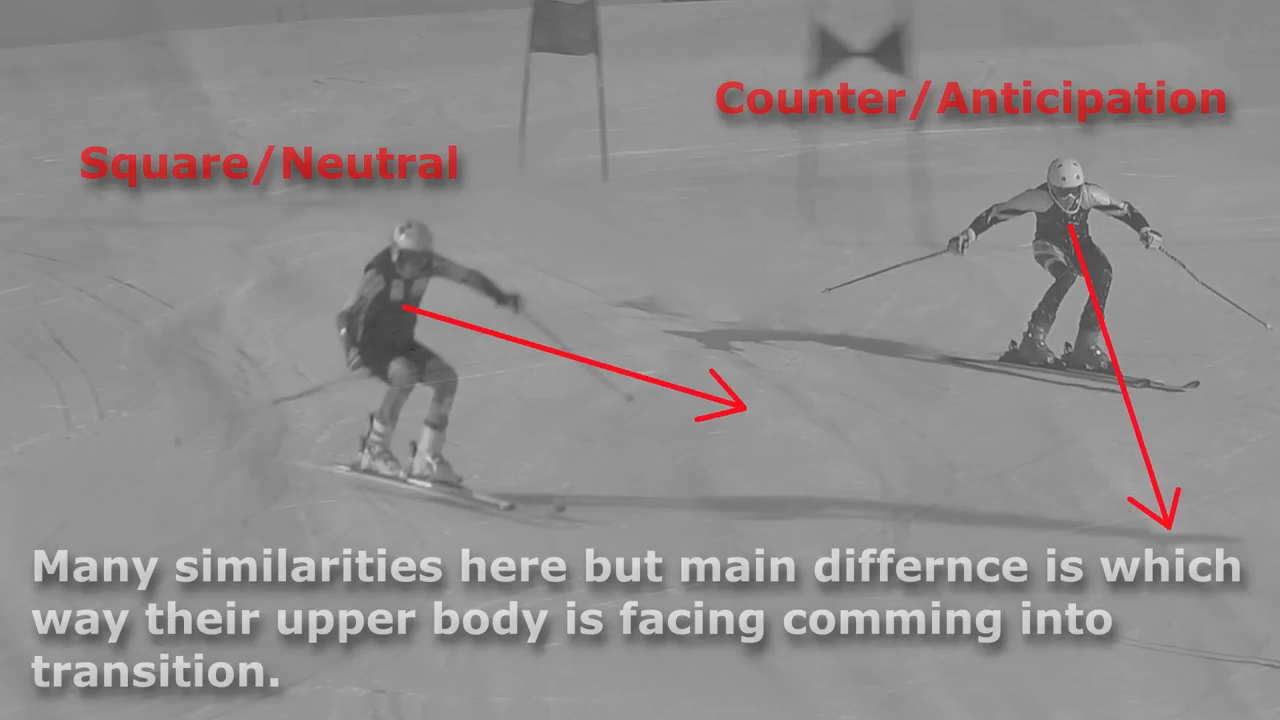 Counter/Anticipation
Square/Neutral
Many similarities here but main differnce is which
way their upper body is facing comming into
transition.